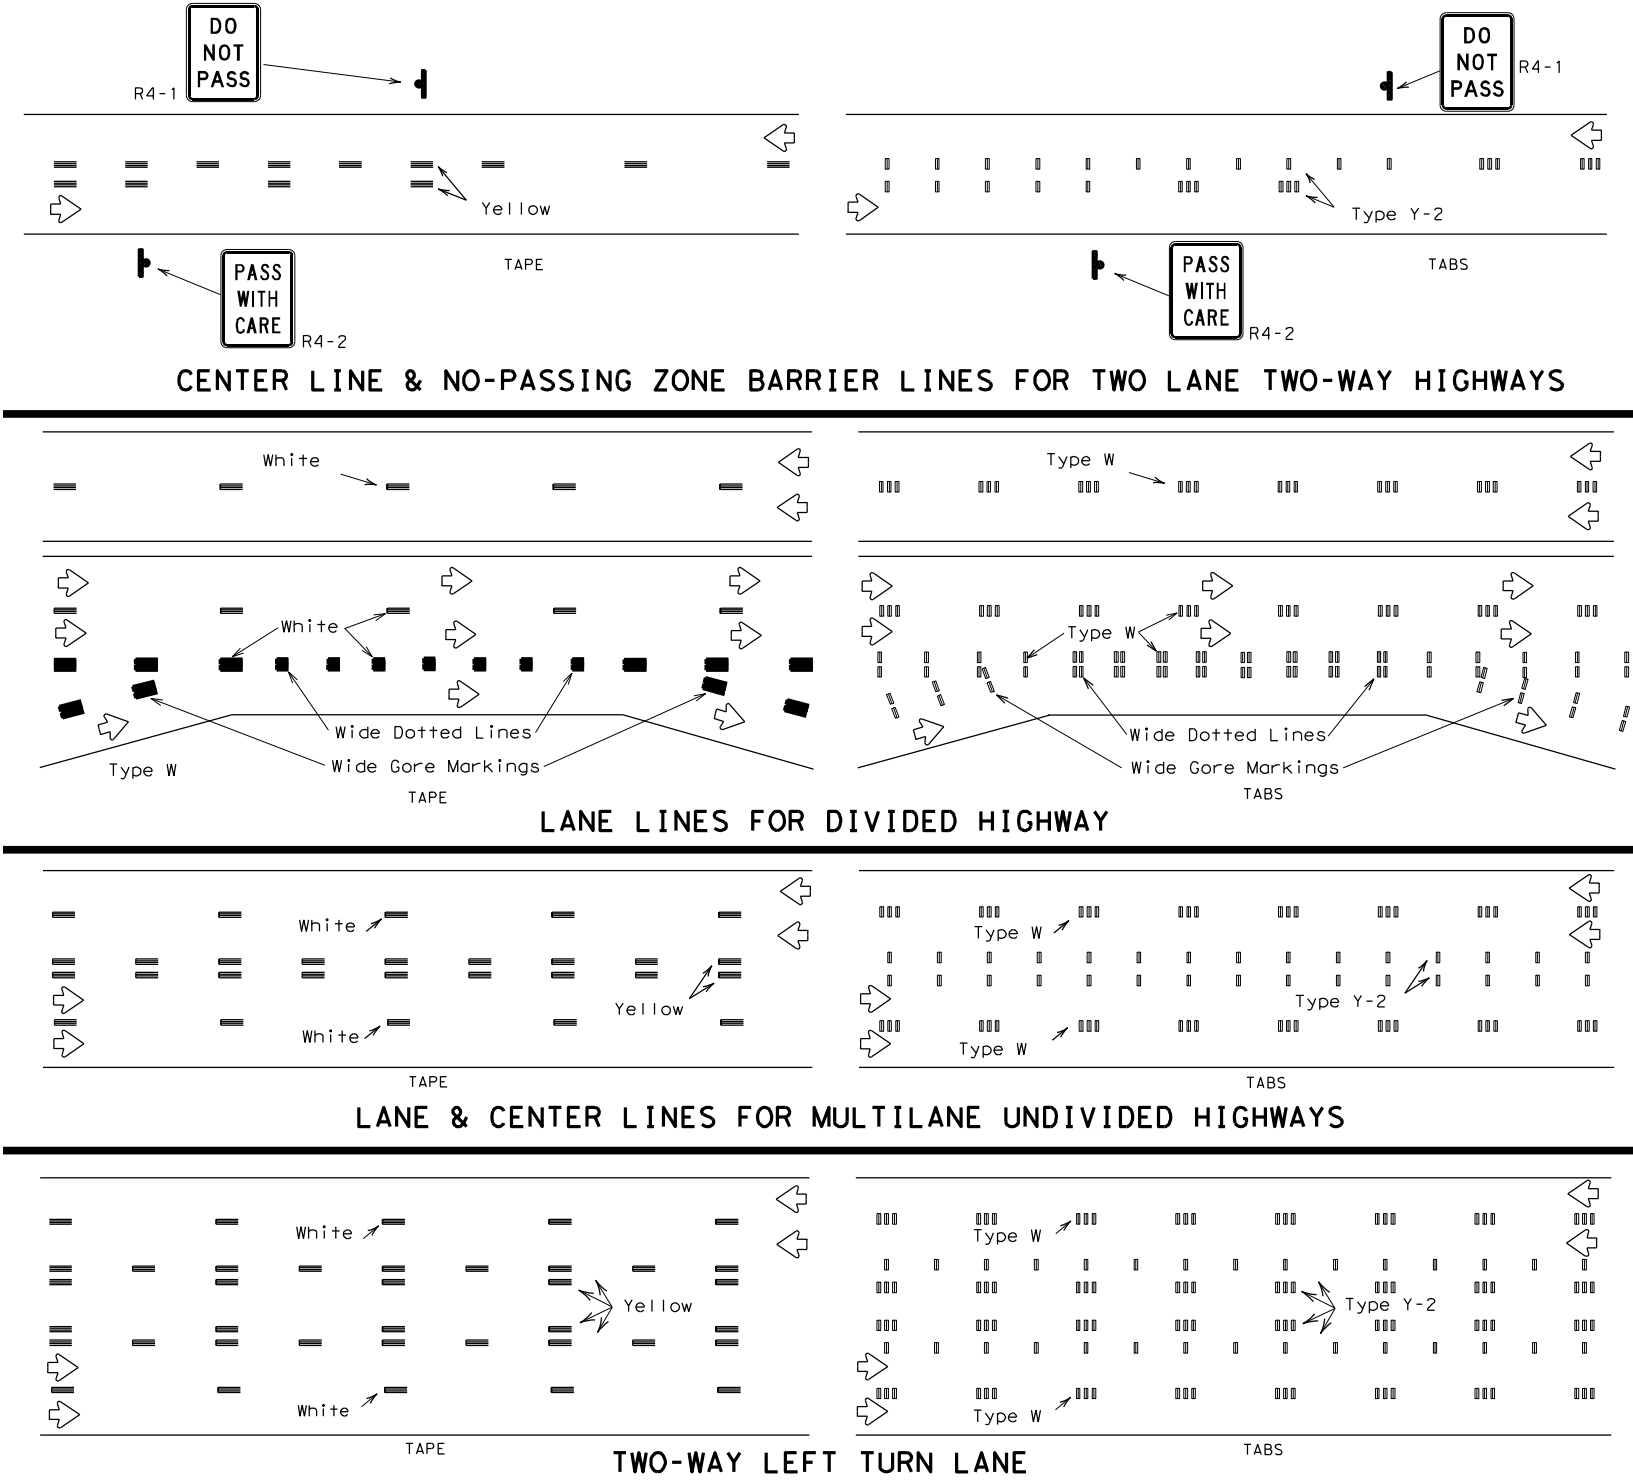 DO
NOT
PASS
R4-1
DO
NOT
PASS
R4-1
Yellow
Type Y-2
PASS
WITH
CARE
R4-2
TAPE
PASS
WITH
CARE
R4-2
TABS
CENTER LINE & NO-PASSING ZONE BARRIER LINES FOR TWO LANE TWO-WAY HIGHWAYS
White
Type W
White
Type W
Wide Dotted Lines
Wide Dotted Lines
Type W
Wide Gore Markings
Wide Gore Markings
TAPE
TABS
LANE LINES FOR DIVIDED HIGHWAY
White
Type W
Yellow
Type Y-2
White
Type W
TAPE
TABS
LANE & CENTER LINES FOR MULTILANE UNDIVIDED HIGHWAYS
White
Type W
Yellow
Type Y-2
White
Type W
TAPE
TABS
TWO-WAY LEFT TURN LANE